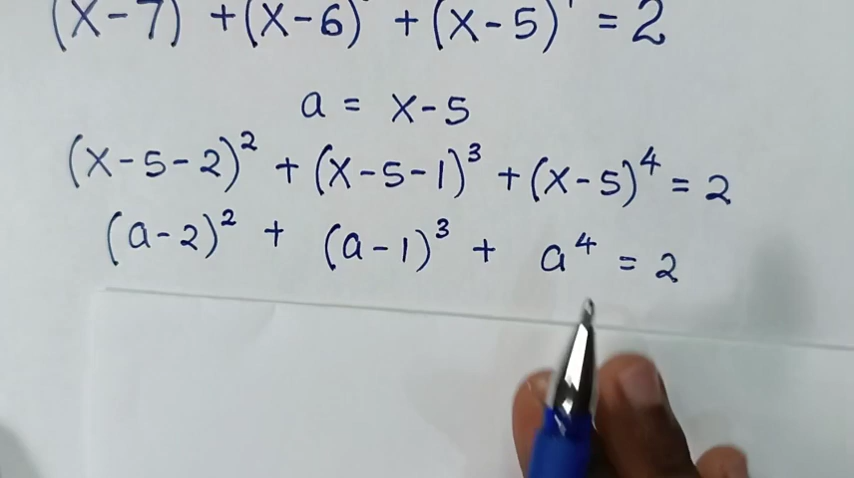 (x-7) +(x-6) + (x-5) = 2
a = x-5
(x-5-2)² + (x-5-1)³ + (x-5)⁴ = 2
(a-2)² + (a-1)³ + a⁴ = 2